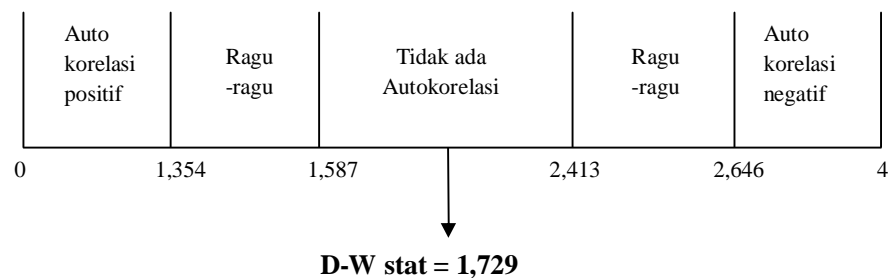 Auto
korelasi
positif
Ragu
-ragu
Tidak ada
Autokorelasi
Ragu
-ragu
Auto
korelasi
negatif
0
1,354
1,587
2,413
2,646
4
D-W stat = 1,729